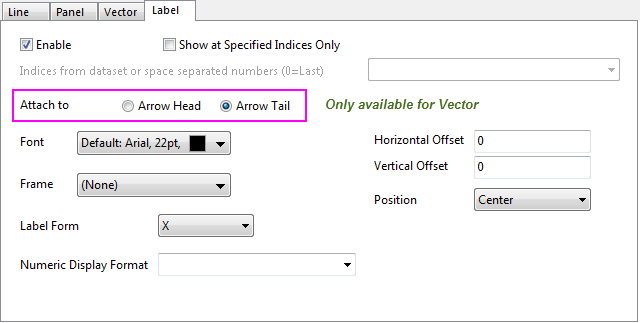 Line Panel Vector Label
Enable Show at Specified Indices Only
Indices from dataset or space separated numbers (0=Last)
Attach to Arrow Head Arrow Tail Only available for Vector
Font Default: Arial, 22pt, Horizontal Offset 0
Vertical Offset 0
Frame (None)
Position Center
Label Form X
Numeric Display Format